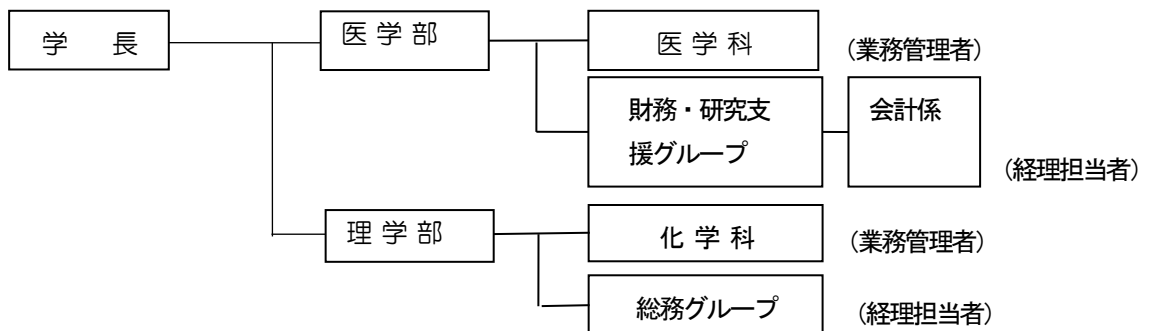 学　長
医学部
医学科
（業務管理者）
財務・研究支
援グループ
会計係
（経理担当者）
理学部
化学科
（業務管理者）
総務グループ
（経理担当者）